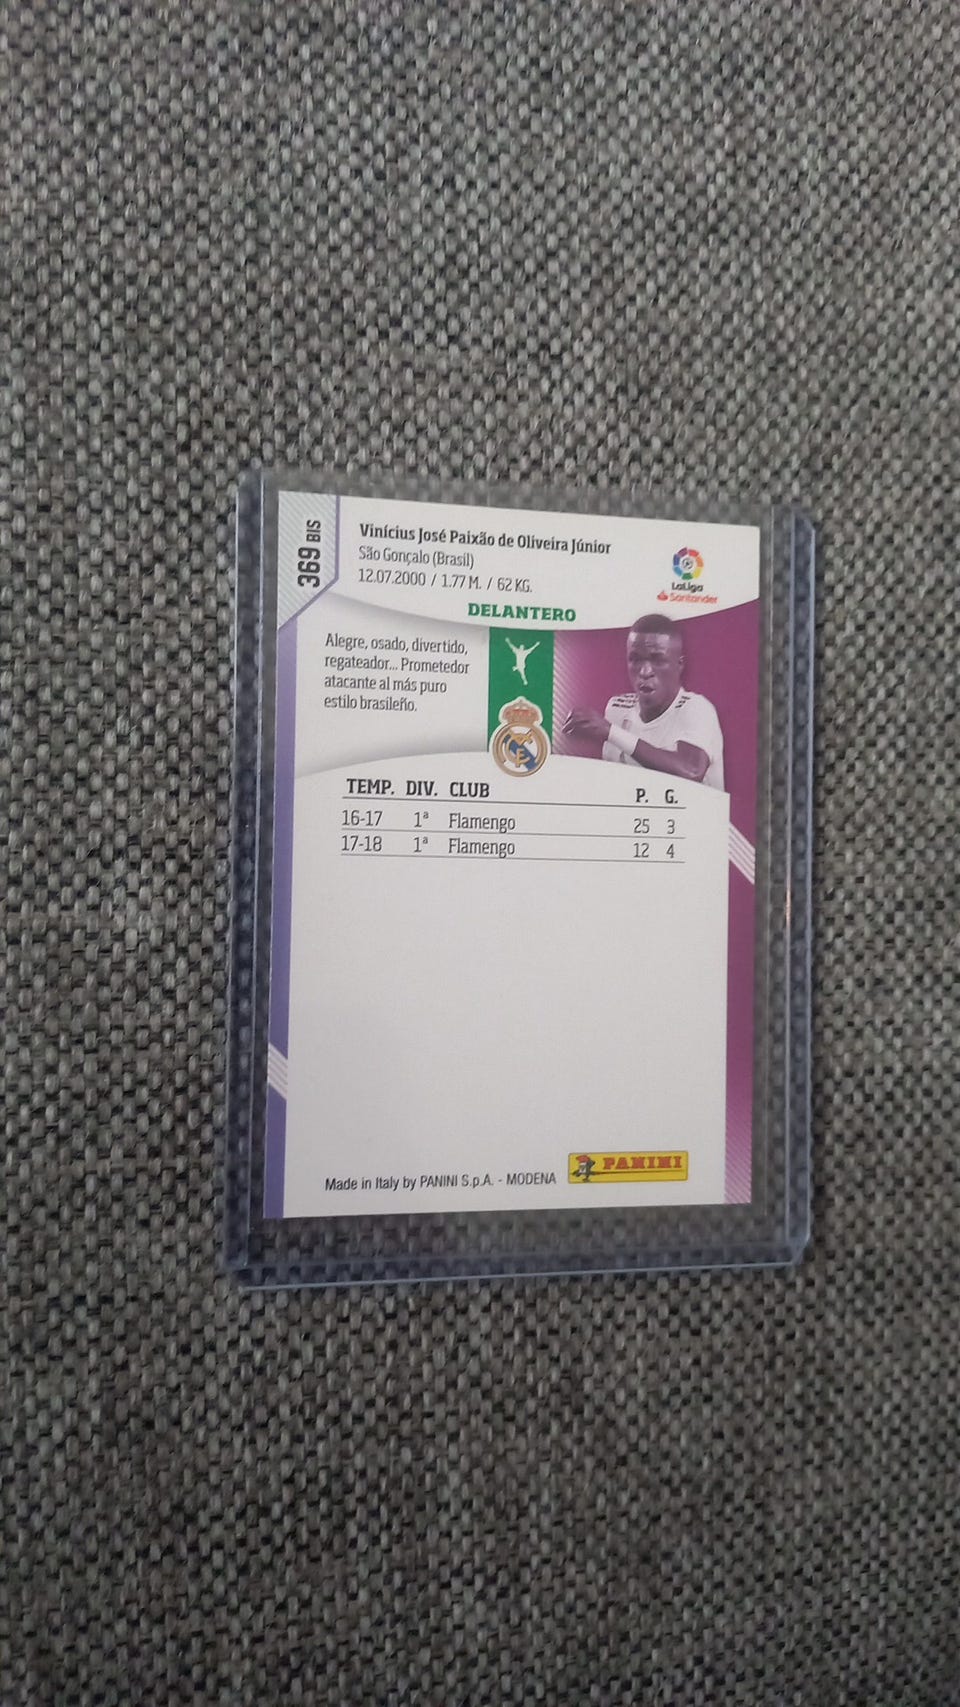 369 BIS
Vinícius José Paixão de Oliveira Júnior
São Gonçalo (Brasil)
12.07.2000 / 1.77 M. / 62 KG.
LaLiga
Santander
DELANTERO
Alegre, osado, divertido,
regateador... Prometedor
atacante al más puro
estilo brasileño.
TEMP. DIV. CLUB P. G.
16-17 1ª Flamengo 25 3
17-18 1ª Flamengo 12 4
Made in Italy by PANINI S.p.A. - MODENA
PANINI